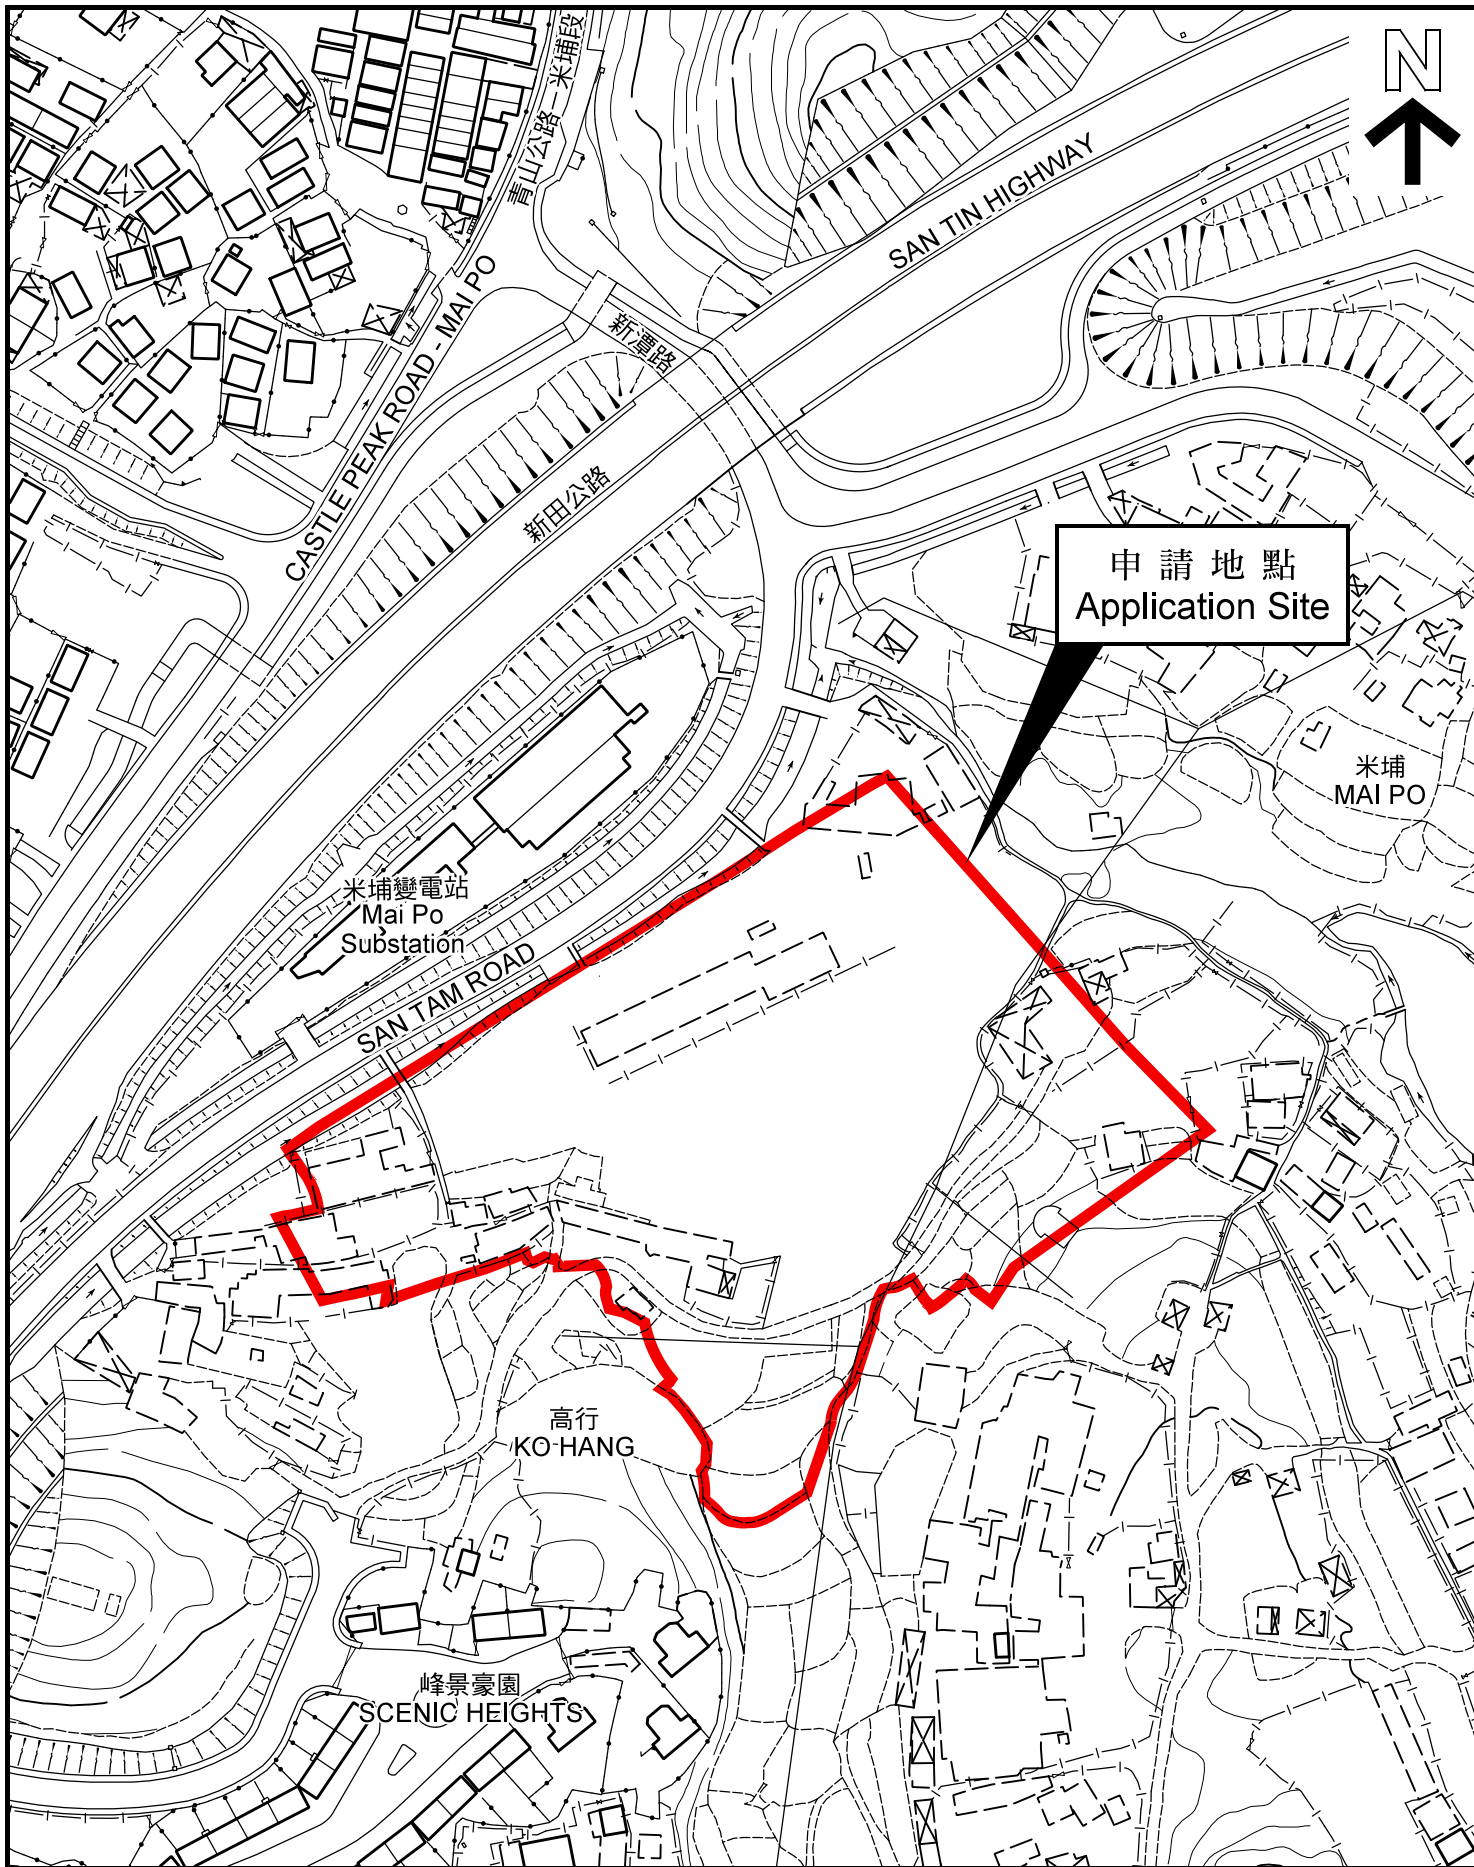 N
青山公路－米埔段
SAN TIN HIGHWAY
CASTLE PEAK ROAD - MAI PO
新潭路
新田公路
申請地點
Application Site
米埔
MAI PO
米埔變電站
Mai Po
Substation
SAN TAM ROAD
高行
KO HANG
峰景豪園
SCENIC HEIGHTS